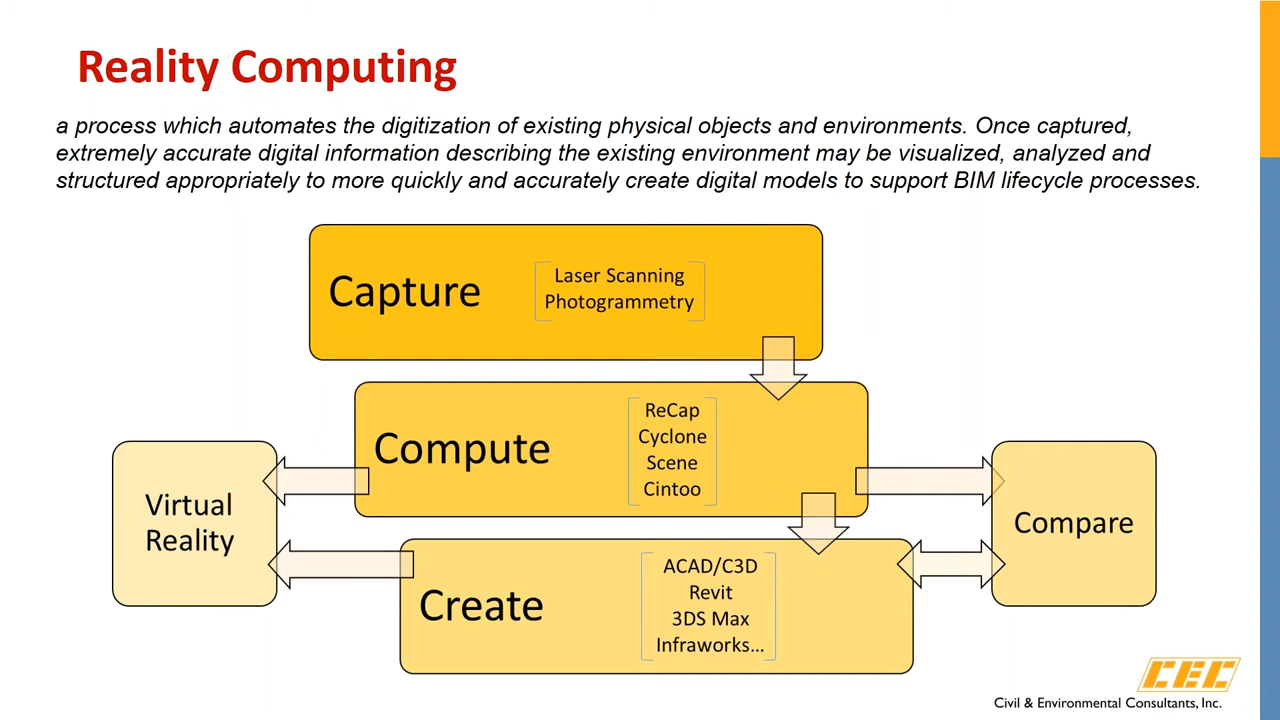 Reality Computing
a process which automates the digitization of existing physical objects and environments. Once captured,
extremely accurate digital information describing the existing environment may be visualized, analyzed and
structured appropriately to more quickly and accurately create digital models to support BIM lifecycle processes.
Capture
Laser Scanning
Photogrammetry
Compute
ReCap
Cyclone
Scene
Cintoo
Virtual
Reality
Compare
Create
ACAD/C3D
Revit
3DS Max
Infraworks...
CEC
Civil & Environmental Consultants, Inc.